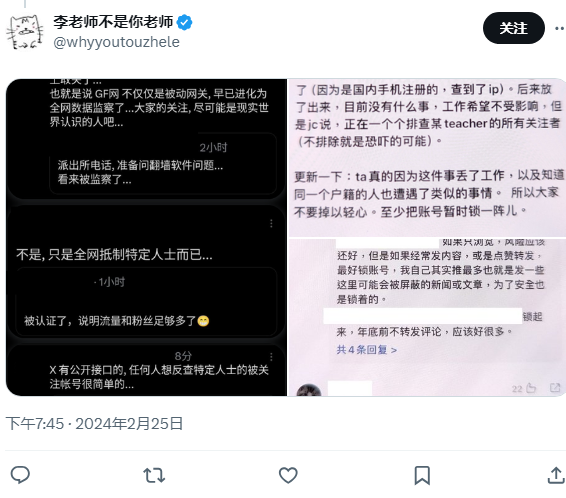 李老师不是你老师
@whyyoutouzhele
关注
也就是说 GF网 不仅仅是被动网关, 早已进化为
全网数据监察了...大家的关注, 尽可能是现实世
界认识的人吧...
2小时
派出所电话, 准备问翻墙软件问题...
看来被监察了...
不是, 只是全网抵制特定人士而已...
· 1小时
被认证了，说明流量和粉丝足够多了😁
8分
X 有公开接口的, 任何人想反查特定人士的被关
注帐号很简单的...
了 (因为是国内手机注册的，查到了ip)。后来放
了出来，目前没有什么事，工作希望不受影响，但
是jc说，正在一个个排查某teacher的所有关注者
（不排除就是恐吓的可能）。
更新一下：ta真的因为这件事丢了工作，以及知道
同一个户籍的人也遭遇了类似的事情。 所以大家
不要掉以轻心。至少把账号暂时锁一阵儿。
如果只浏览，风险应该
还好，但是如果经常发内容，或是点赞转发，
最好锁账号，我自己其实推最多也就是发一些
这里可能会被屏蔽的新闻或文章，为了安全也
是锁着的。
锁起
来，年底前不转发评论，应该好很多。
共4条回复 >
22
下午7:45 · 2024年2月25日